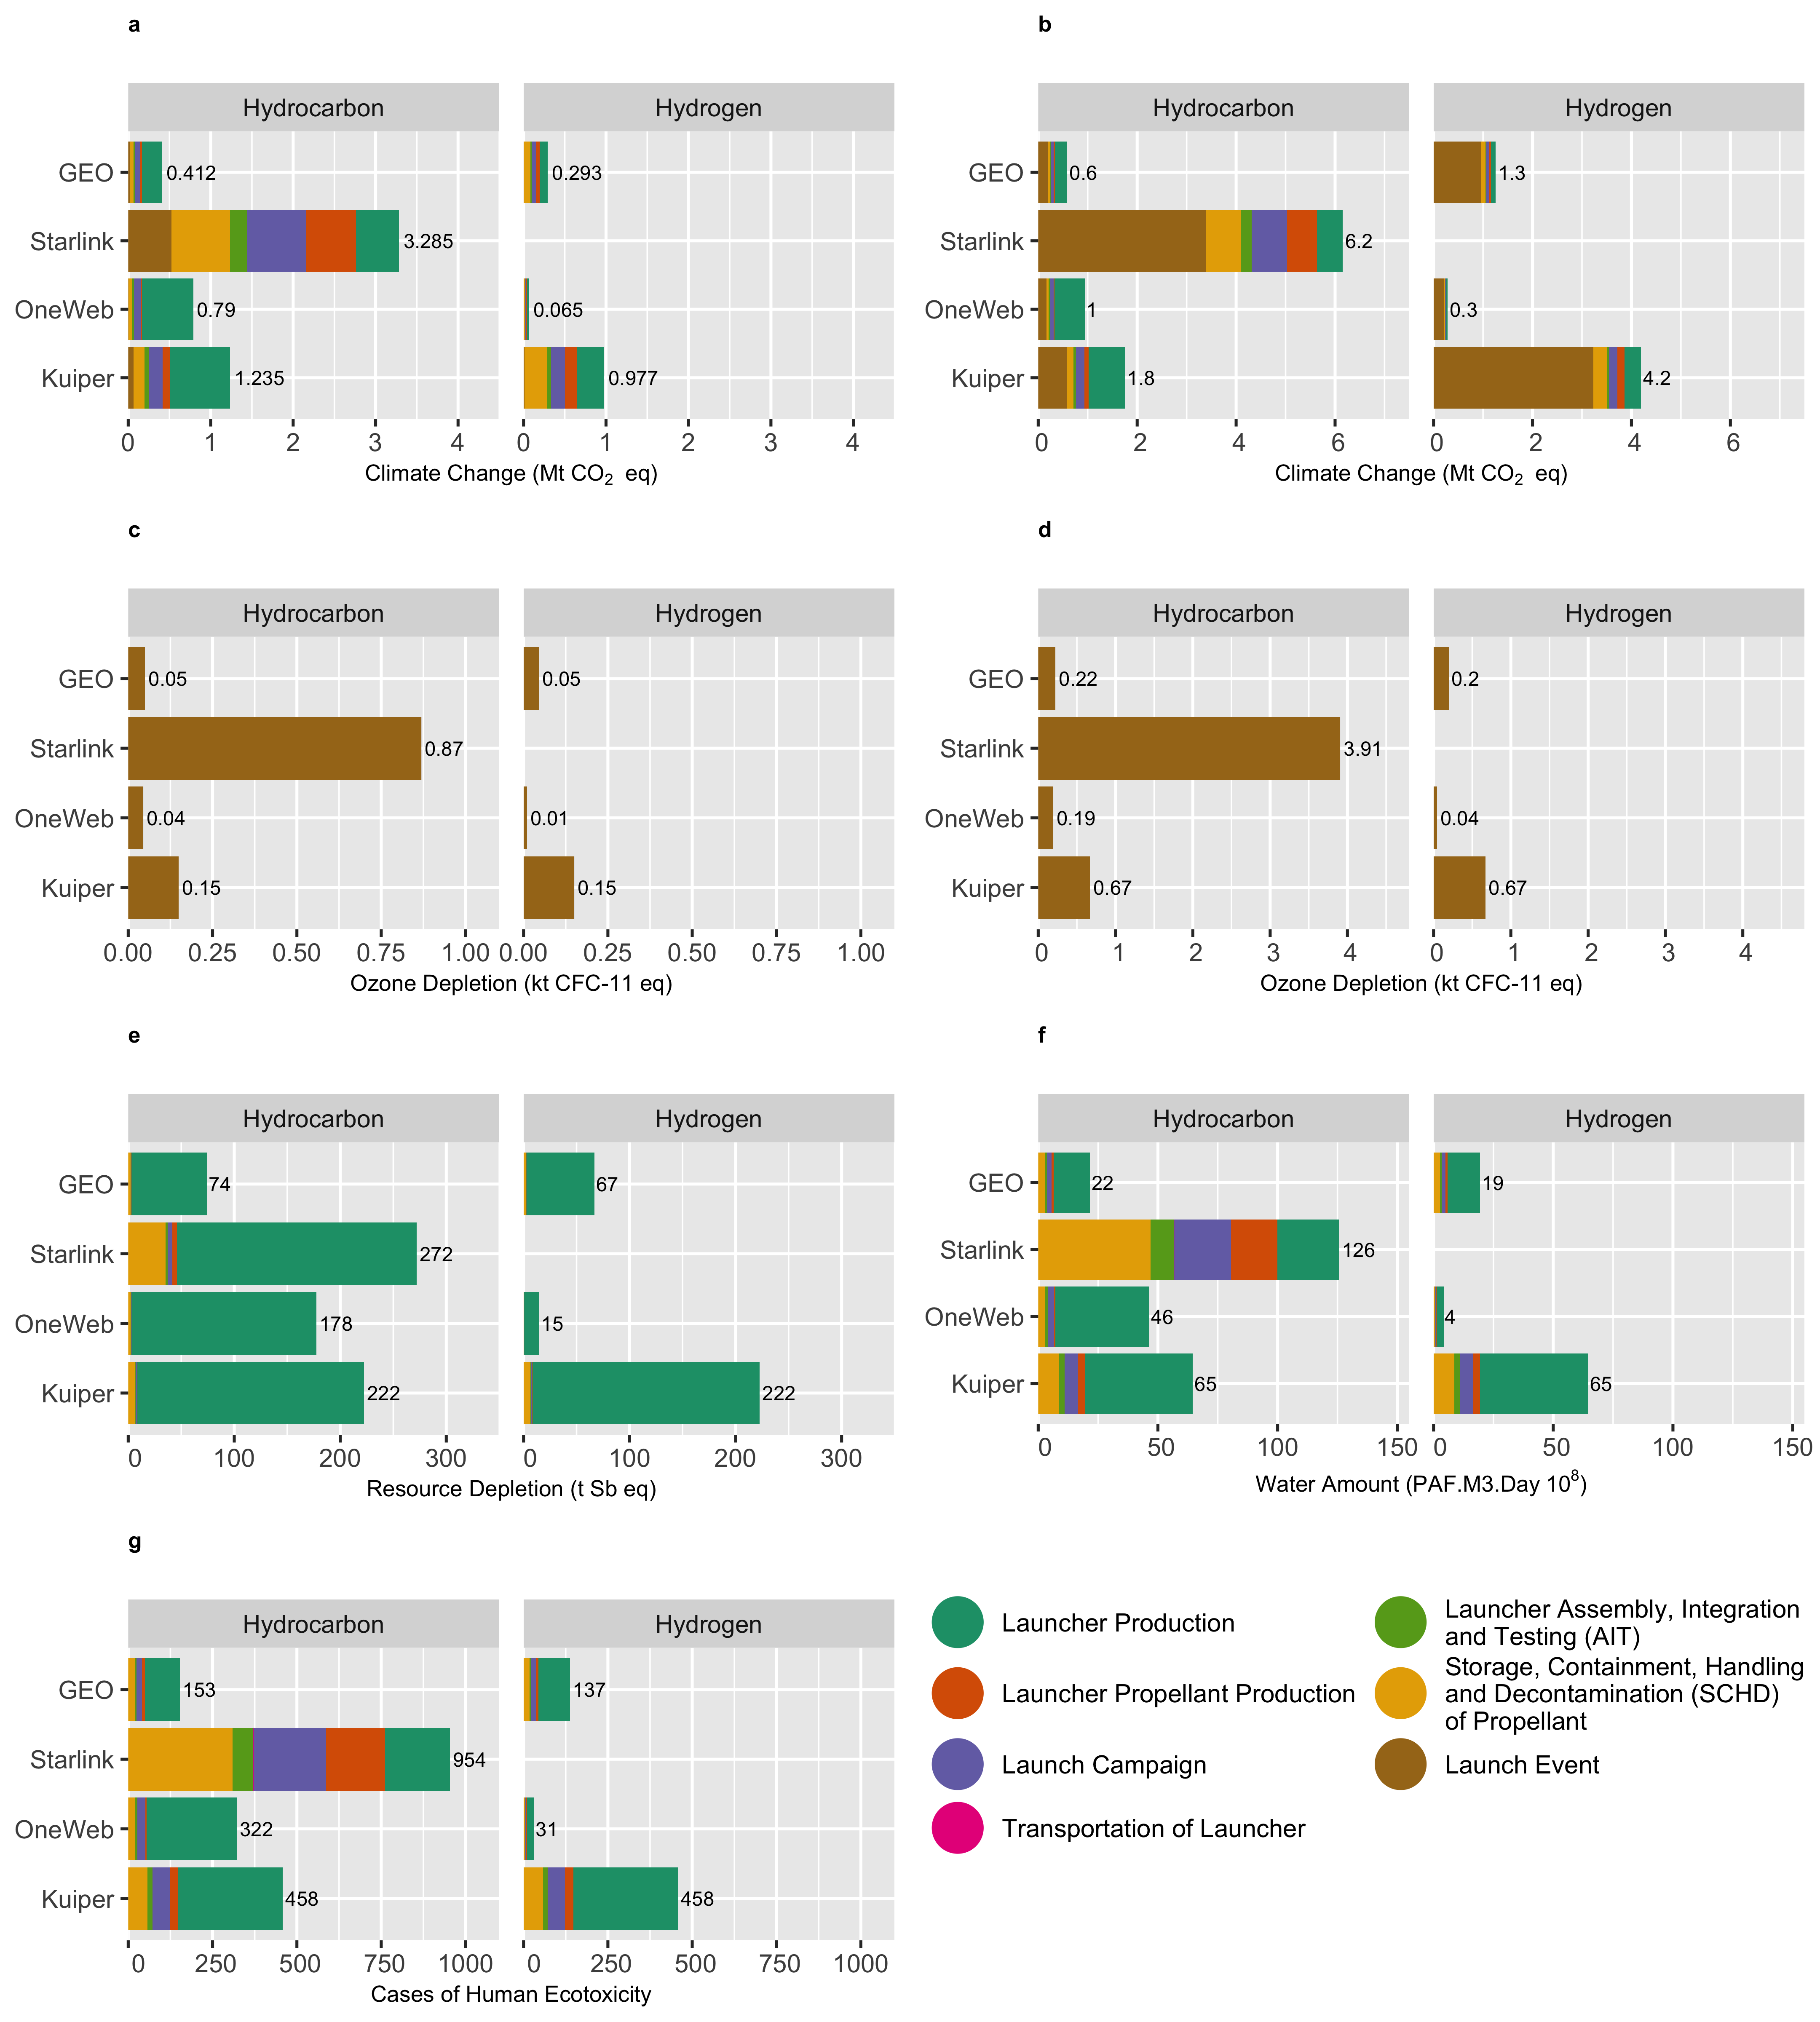 a
b
Hydrocarbon
Hydrogen
Hydrocarbon
Hydrogen
GEO
0.412
0.293
GEO
0.6
1.3
Starlink
3.285
Starlink
6.2
OneWeb
0.79
0.065
OneWeb
1
0.3
Kuiper
1.235
0.977
Kuiper
1.8
4.2
0 1 2 3 4
0 1 2 3 4
0 2 4 6
0 2 4 6
Climate Change (Mt CO₂ eq)
Climate Change (Mt CO₂ eq)
c
d
Hydrocarbon
Hydrogen
Hydrocarbon
Hydrogen
GEO
0.05
0.05
GEO
0.22
0.2
Starlink
0.87
Starlink
3.91
OneWeb
0.04
0.01
OneWeb
0.19
0.04
Kuiper
0.15
0.15
Kuiper
0.67
0.67
0.00 0.25 0.50 0.75 1.00
0.00 0.25 0.50 0.75 1.00
0 1 2 3 4
0 1 2 3 4
Ozone Depletion (kt CFC-11 eq)
Ozone Depletion (kt CFC-11 eq)
e
f
Hydrocarbon
Hydrogen
Hydrocarbon
Hydrogen
GEO
74
67
GEO
22
19
Starlink
272
Starlink
126
OneWeb
178
15
OneWeb
46
4
Kuiper
222
222
Kuiper
65
65
0 100 200 300
0 100 200 300
0 50 100 150
0 50 100 150
Resource Depletion (t Sb eq)
Water Amount (PAF.M3.Day 10⁸)
g
Hydrocarbon
Hydrogen
GEO
153
137
Starlink
954
OneWeb
322
31
Kuiper
458
458
0 250 500 750 1000
0 250 500 750 1000
Cases of Human Ecotoxicity
Launcher Production
Launcher Propellant Production
Launch Campaign
Transportation of Launcher
Launcher Assembly, Integration
and Testing (AIT)
Storage, Containment, Handling
and Decontamination (SCHD)
of Propellant
Launch Event